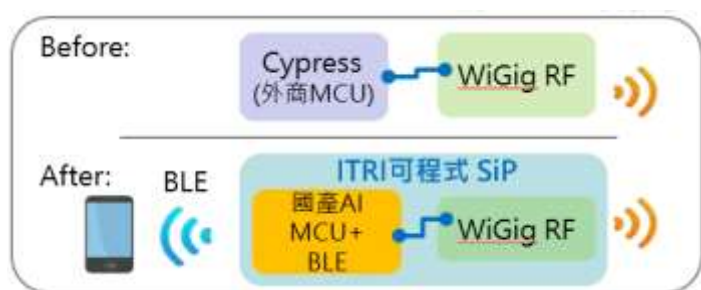 Before:
Cypress
(外商MCU)
WiGig RF
After:
BLE
ITRI可程式 SiP
國產AI
MCU+
BLE
WiGig RF